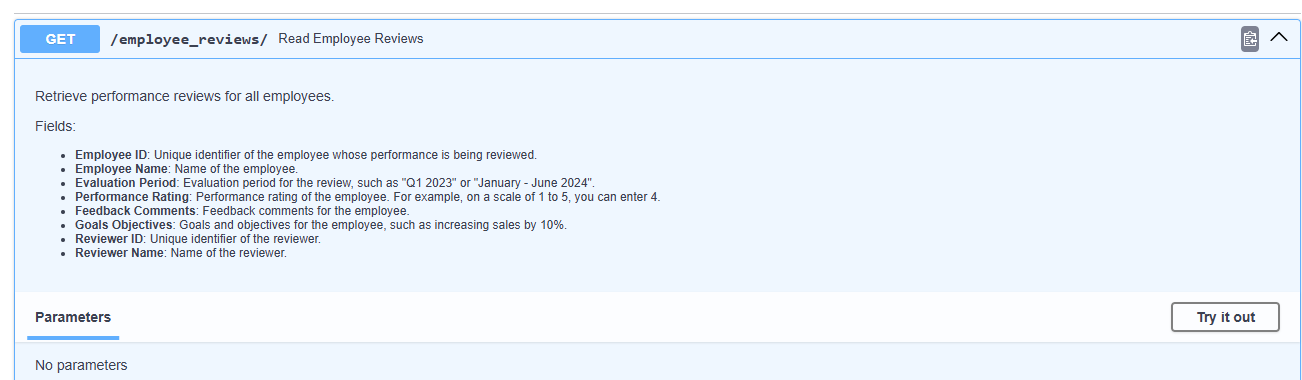 GET /employee_reviews/ Read Employee Reviews
Retrieve performance reviews for all employees.
Fields:
Employee ID: Unique identifier of the employee whose performance is being reviewed.
Employee Name: Name of the employee.
Evaluation Period: Evaluation period for the review, such as "Q1 2023" or "January - June 2024".
Performance Rating: Performance rating of the employee. For example, on a scale of 1 to 5, you can enter 4.
Feedback Comments: Feedback comments for the employee.
Goals Objectives: Goals and objectives for the employee, such as increasing sales by 10%.
Reviewer ID: Unique identifier of the reviewer.
Reviewer Name: Name of the reviewer.
Parameters
Try it out
No parameters